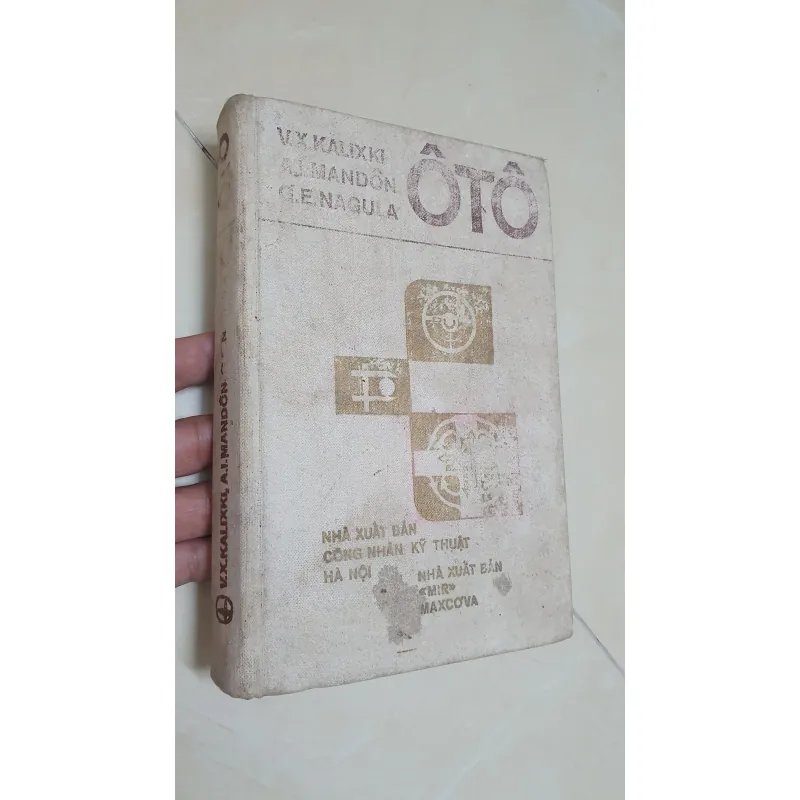 V.X.KALIXKI
A.I.MANDÔN
G.E.NAGULA
ÔTÔ
NHÀ XUẤT BẢN
CÔNG NHÂN KỸ THUẬT
HÀ NỘI
NHÀ XUẤT BẢN
«MIR»
MAXCƠVA
V.X.KALIXKI, A.I.MANDÔN